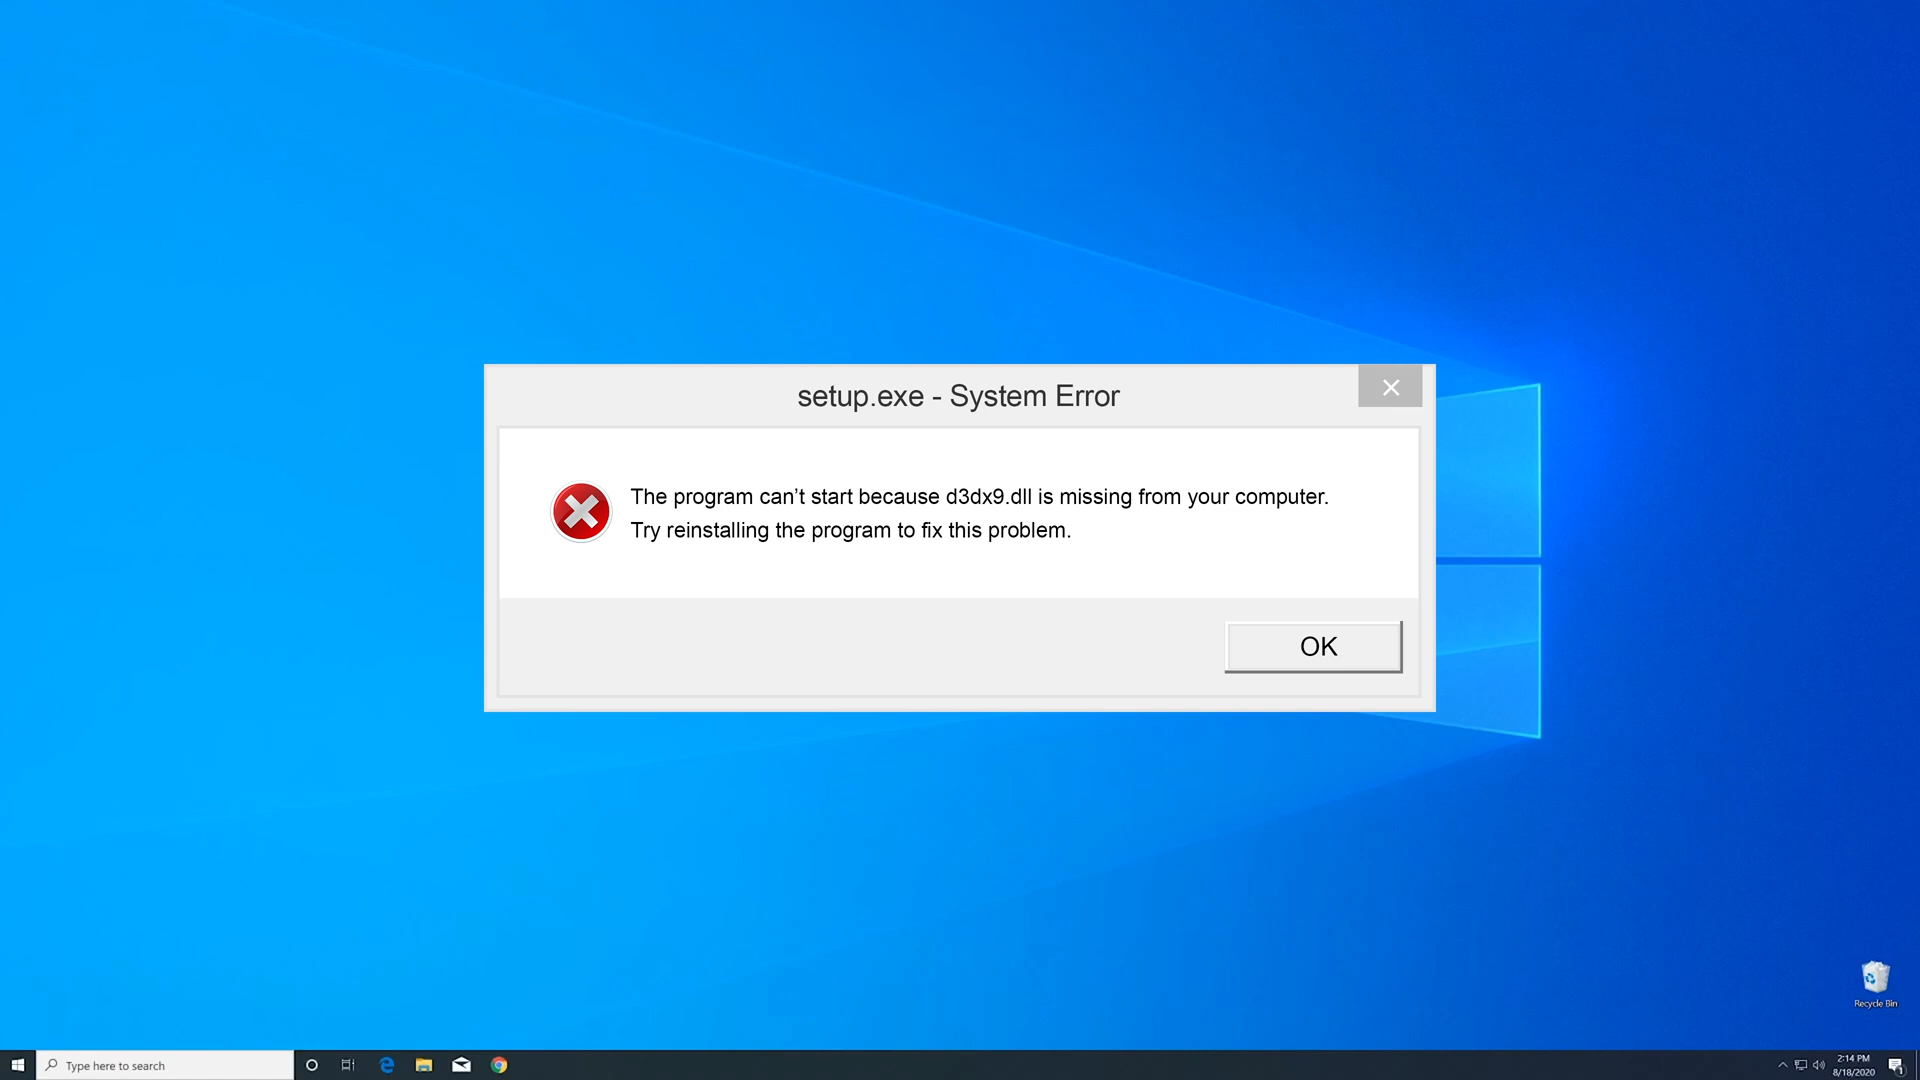 setup.exe - System Error
The program can’t start because d3dx9.dll is missing from your computer.
Try reinstalling the program to fix this problem.
OK
Recycle Bin
Type here to search
2:14 PM
8/18/2020
1